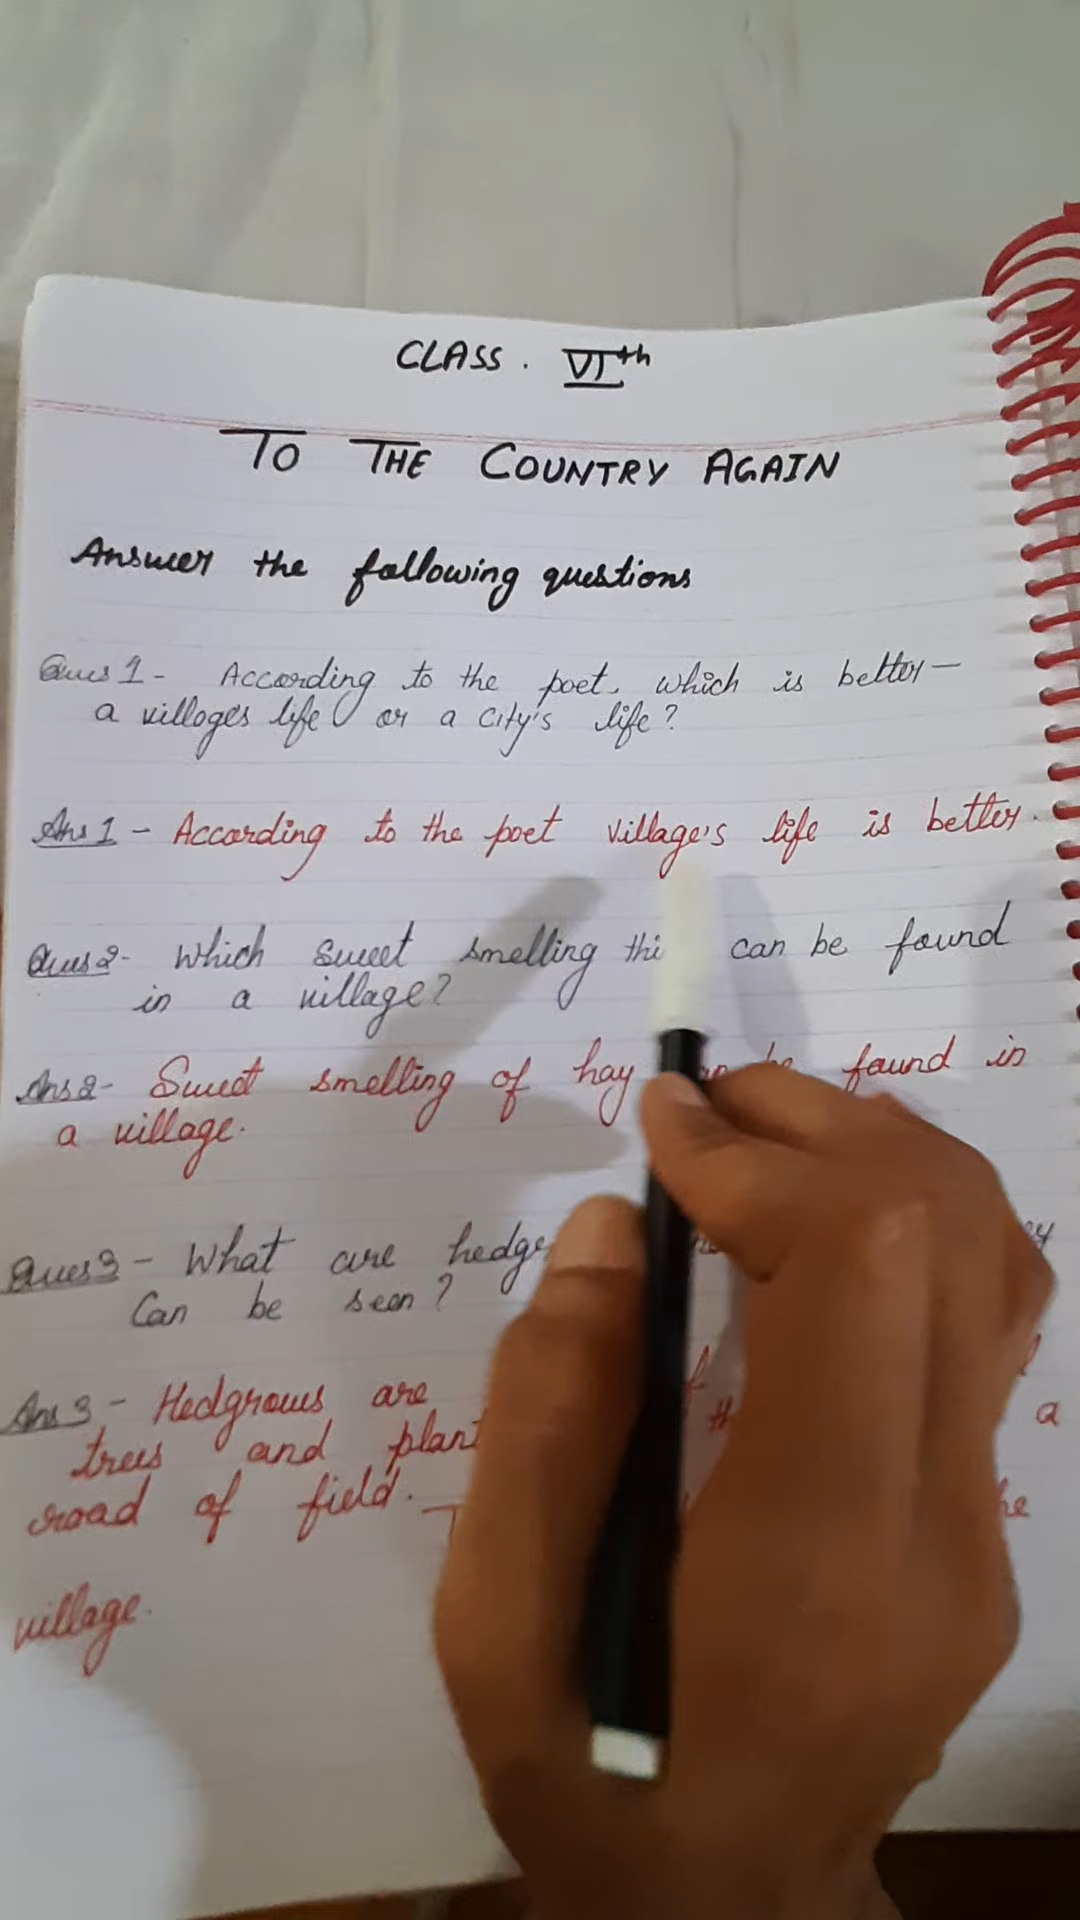 CLASS. VIth
TO THE COUNTRY AGAIN
Answer the following questions
Ques 1- According to the poet, which is better-
a villages life or a city's life?
Ans 1 - According to the poet village's life is better.
Ques 2- Which sweet smelling can be found
in a village?
Ans 2- Sweet smelling of hay found in
a village.
Ques 3 - What are
Can be seen?
Ans 3 - Hedgrows are
trees and a
road of field.
village.